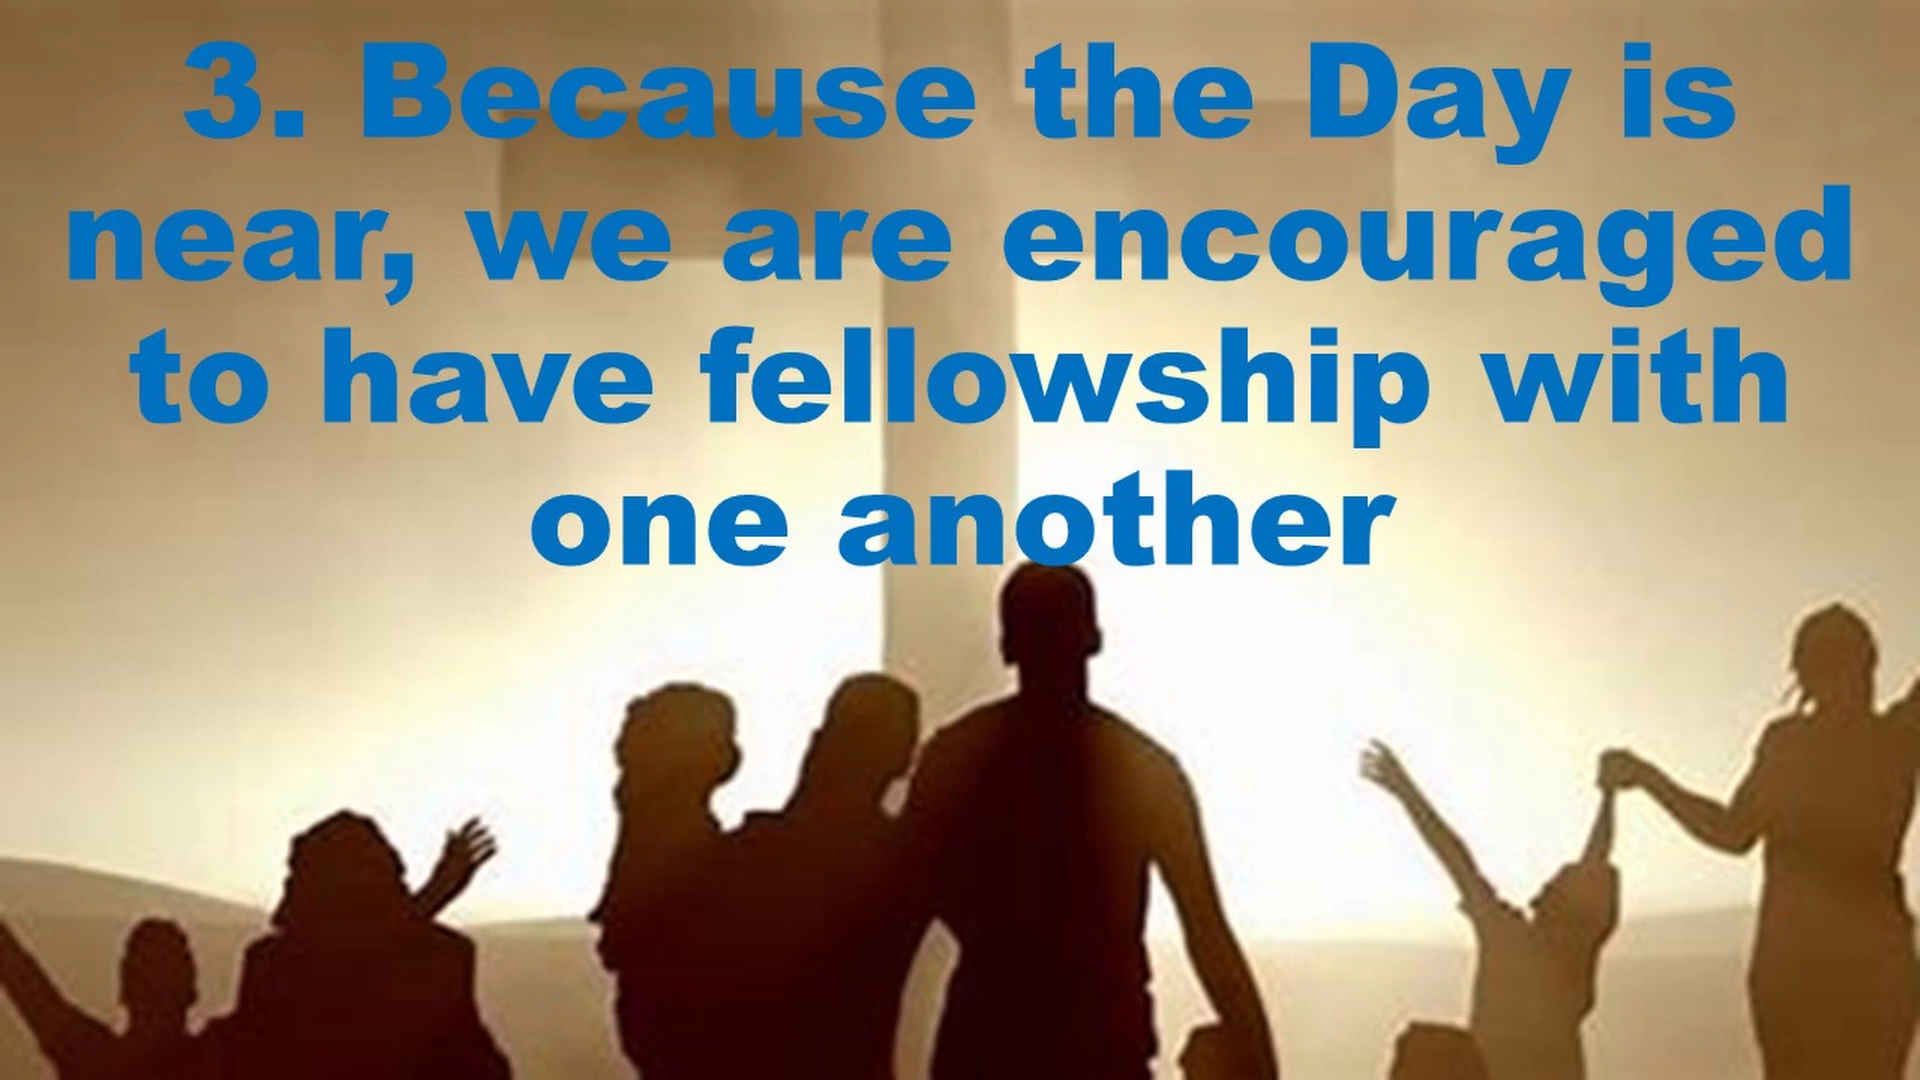 3. Because the Day is
near, we are encouraged
to have fellowship with
one another